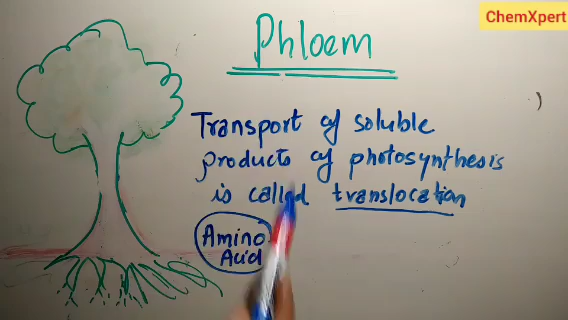 ChemXpert
Phloem
Transport of soluble
products of photosynthesis
is called translocation
Amino
Acid